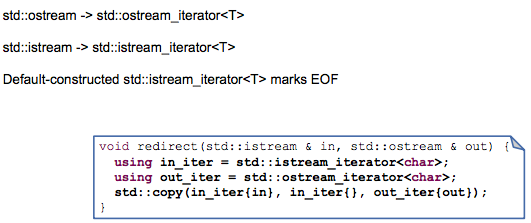 std::ostream -> std::ostream_iterator<T>
std::istream -> std::istream_iterator<T>
Default-constructed std::istream_iterator<T> marks EOF
void redirect(std::istream & in, std::ostream & out) {
  using in_iter = std::istream_iterator<char>;
  using out_iter = std::ostream_iterator<char>;
  std::copy(in_iter{in}, in_iter{}, out_iter{out});
}